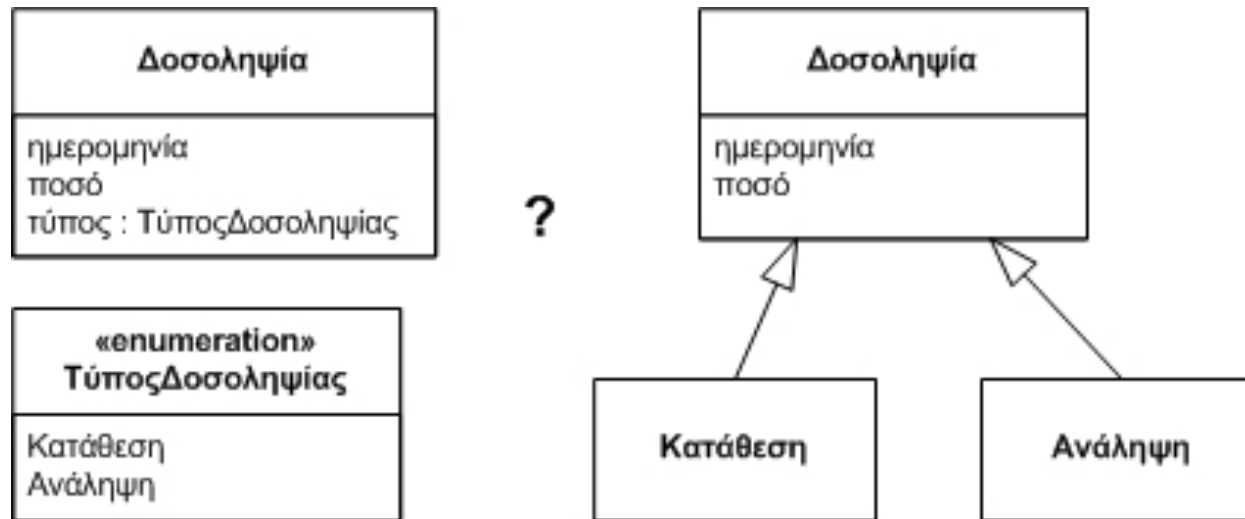 Δοσοληψία
ημερομηνία
ποσό
τύπος : ΤύποςΔοσοληψίας
«enumeration»
ΤύποςΔοσοληψίας
Κατάθεση
Ανάληψη
?
Δοσοληψία
ημερομηνία
ποσό
Κατάθεση
Ανάληψη